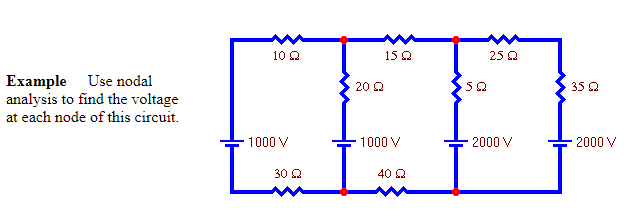 Example Use nodal
analysis to find the voltage
at each node of this circuit.
10 Ω
15 Ω
25 Ω
20 Ω
5 Ω
35 Ω
1000 V
1000 V
2000 V
2000 V
30 Ω
40 Ω